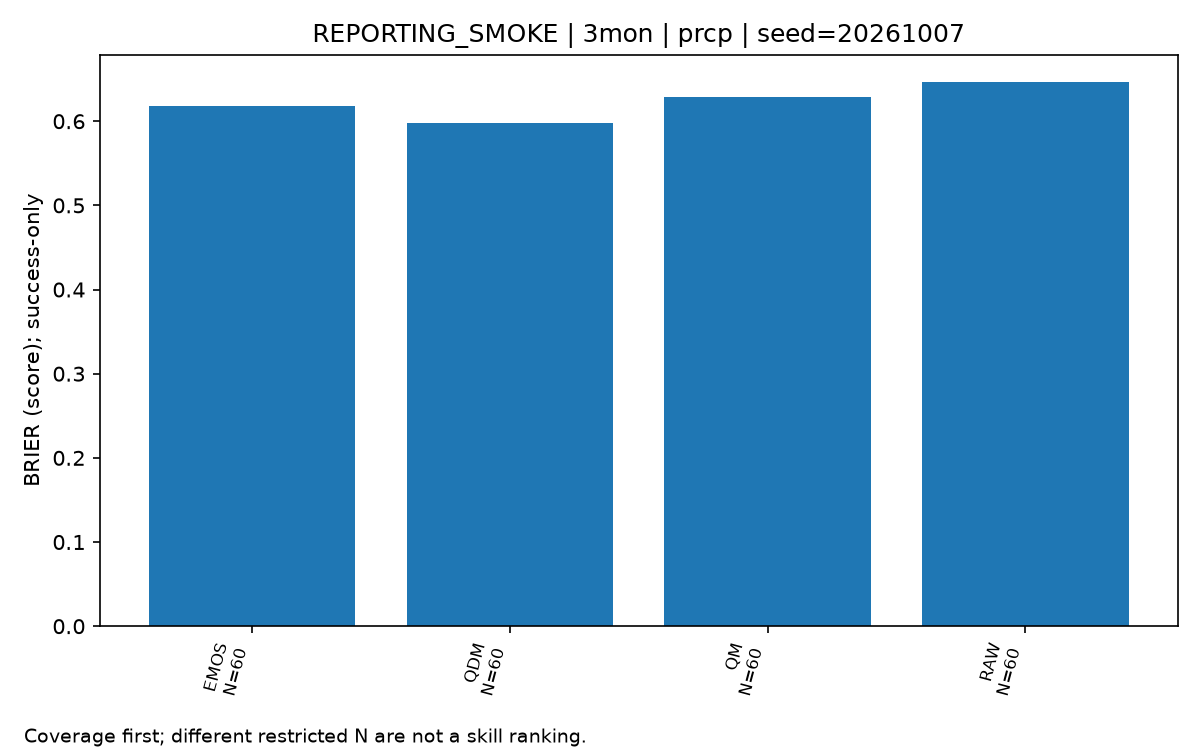 REPORTING_SMOKE | 3mon | prcp | seed=20261007
BRIER (score); success-only
0.6
0.5
0.4
0.3
0.2
0.1
0.0
EMOS
N=60
QDM
N=60
QM
N=60
RAW
N=60
Coverage first; different restricted N are not a skill ranking.